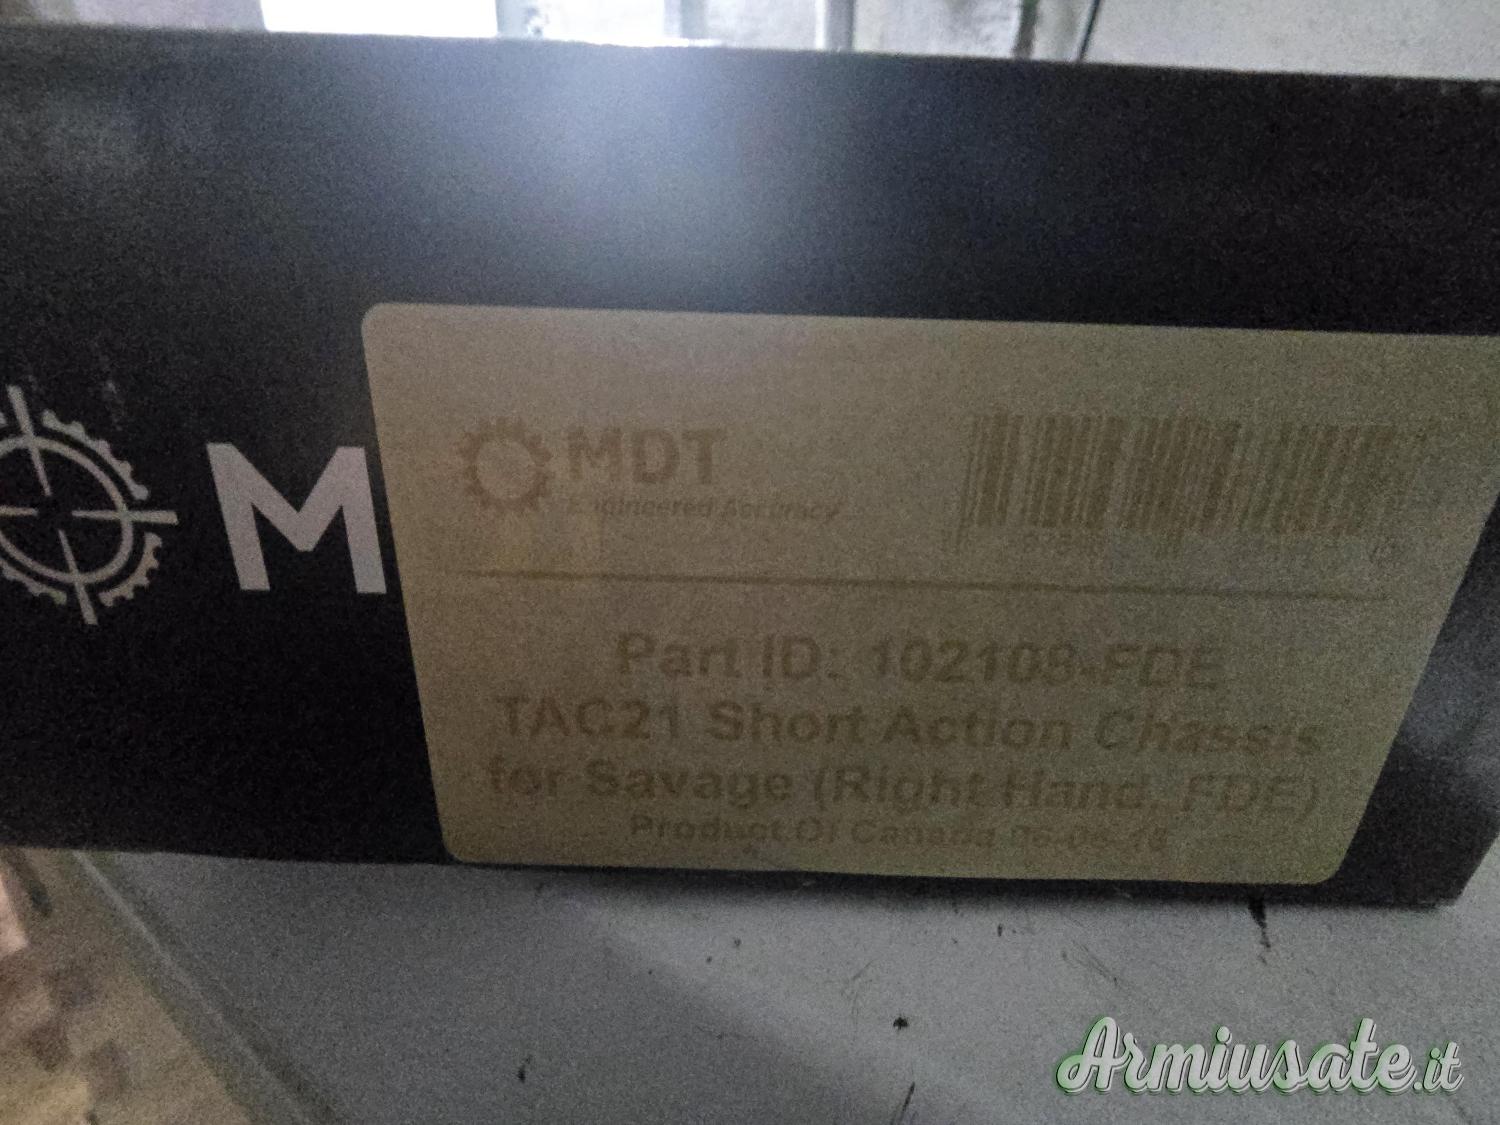 M
MDT
Engineered Accuracy
Part ID: 102108-FDE
TAC21 Short Action Chassis
for Savage (Right Hand, FDE)
Product Of Canada
Armiusate.it